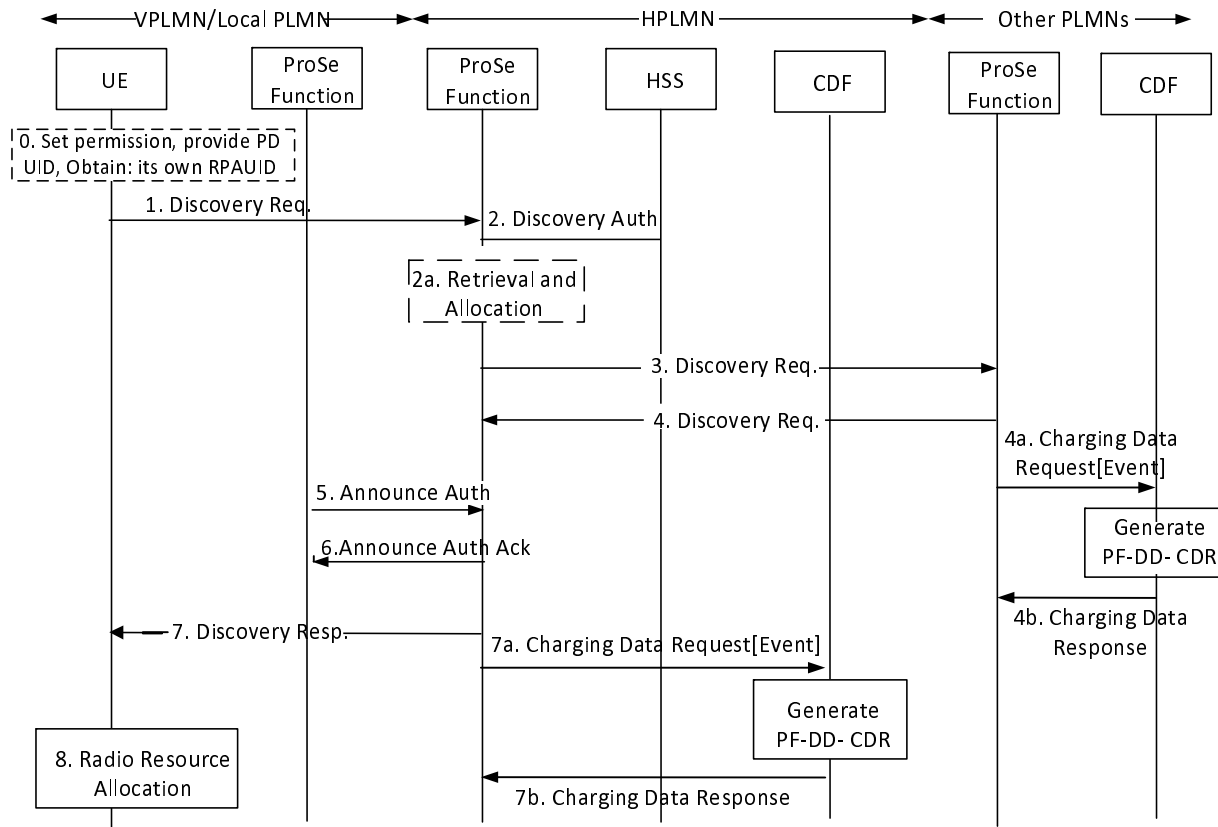 VPLMN/Local PLMN
HPLMN
Other PLMNs
UE
ProSe
Function
ProSe
Function
HSS
CDF
ProSe
Function
CDF
0. Set permission, provide PD
UID, Obtain: its own RPAUID
1. Discovery Req.
2. Discovery Auth
2a. Retrieval and
Allocation
3. Discovery Req.
4. Discovery Req.
4a. Charging Data
Request[Event]
5. Announce Auth
Generate
PF-DD- CDR
6.Announce Auth Ack
4b. Charging Data
Response
7. Discovery Resp.
7a. Charging Data Request[Event]
Generate
PF-DD- CDR
8. Radio Resource
Allocation
7b. Charging Data Response